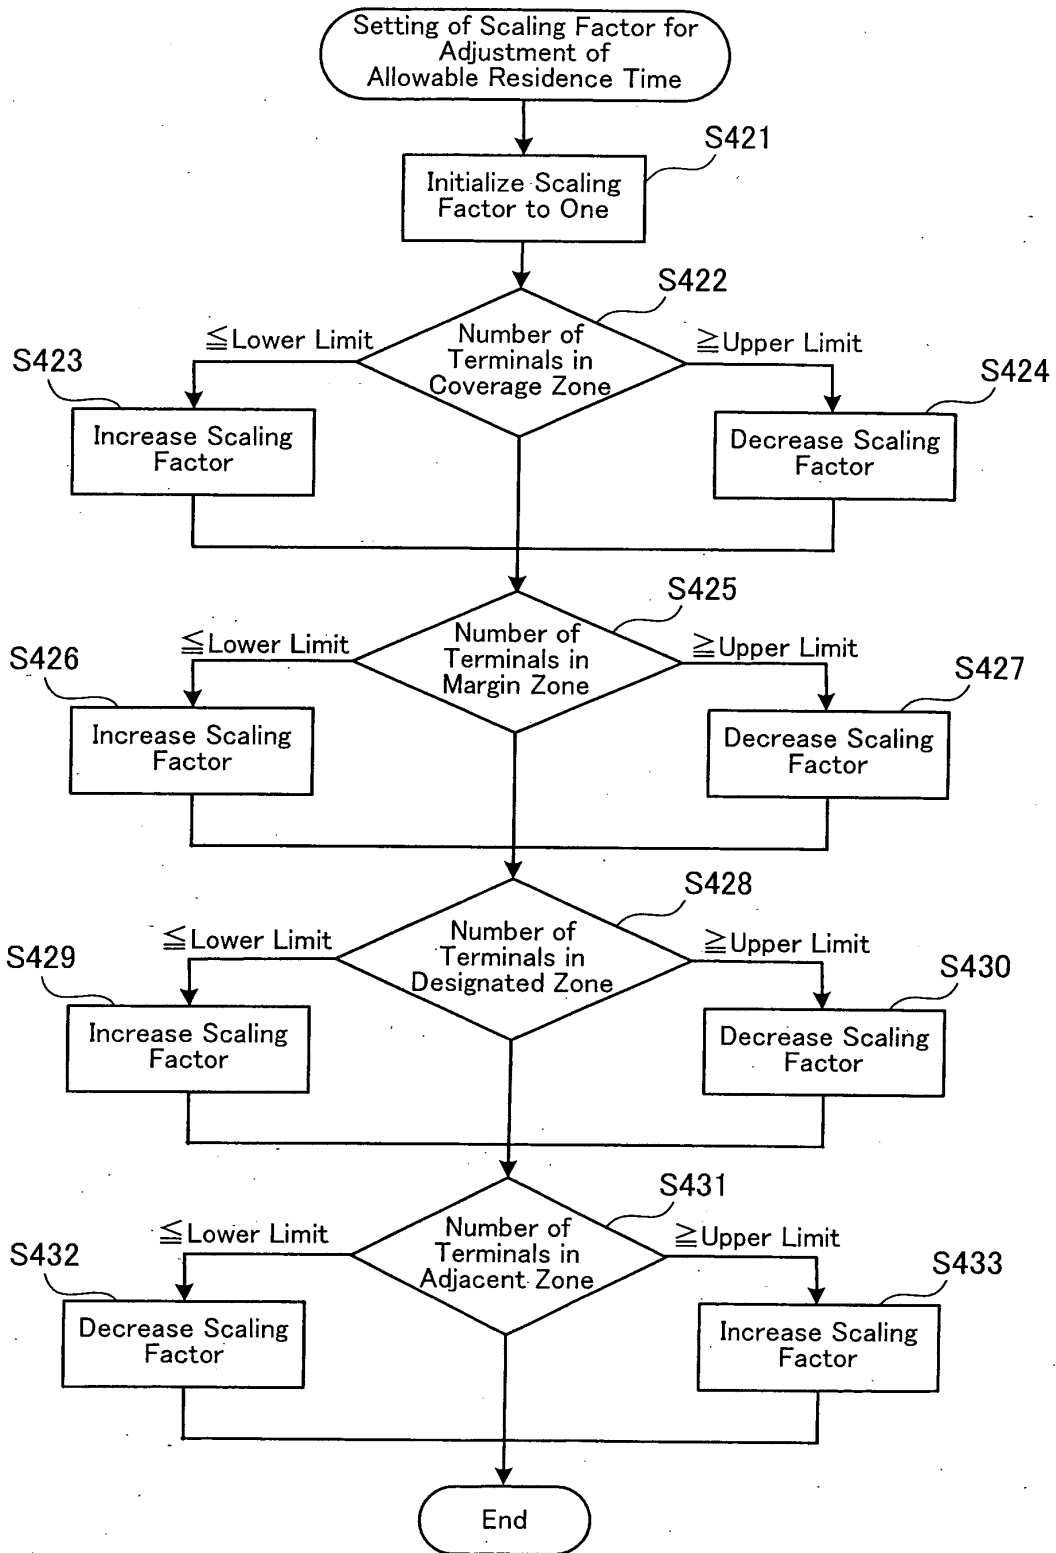 Setting of Scaling Factor for
Adjustment of
Allowable Residence Time
S421
Initialize Scaling
Factor to One
S422
Number of
Terminals in
Coverage Zone
≦Lower Limit
≧Upper Limit
S423
S424
Increase Scaling
Factor
Decrease Scaling
Factor
S425
Number of
Terminals in
Margin Zone
≦Lower Limit
≧Upper Limit
S426
S427
Increase Scaling
Factor
Decrease Scaling
Factor
S428
Number of
Terminals in
Designated Zone
≦Lower Limit
≧Upper Limit
S429
S430
Increase Scaling
Factor
Decrease Scaling
Factor
S431
Number of
Terminals in
Adjacent Zone
≦Lower Limit
≧Upper Limit
S432
S433
Decrease Scaling
Factor
Increase Scaling
Factor
End